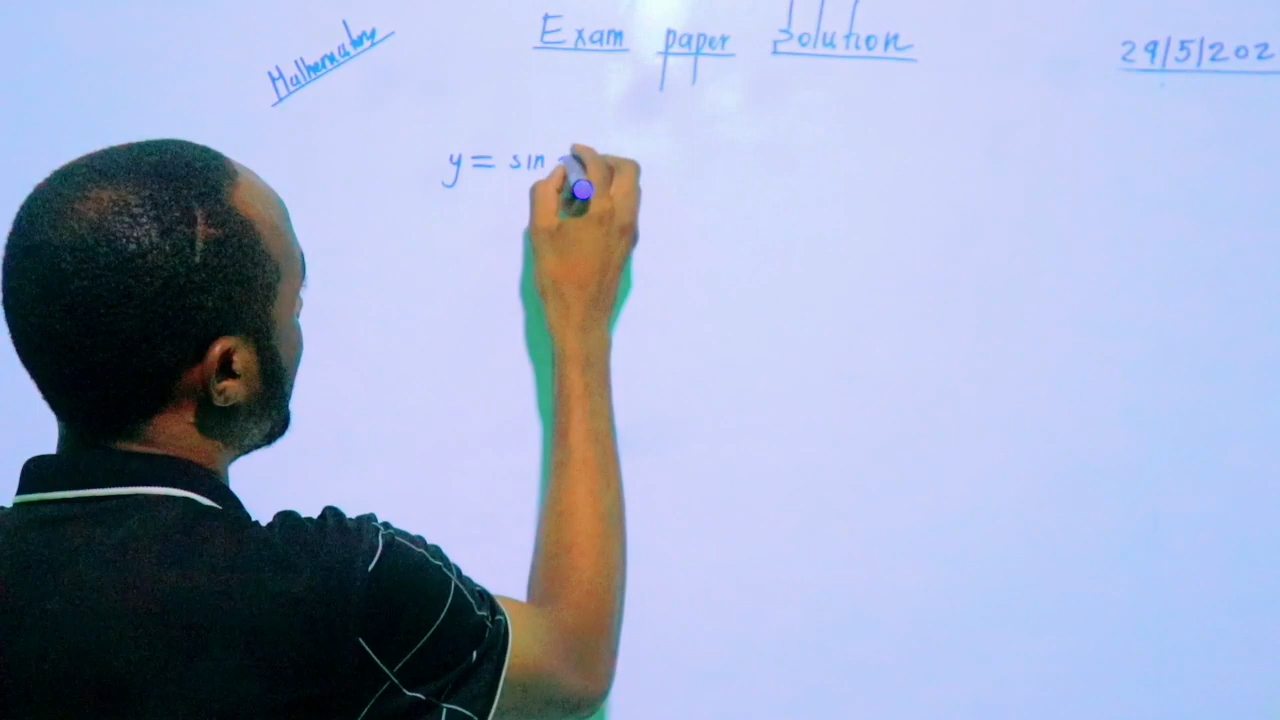 Mathematics
Exam paper Solution
29/5/202
y = sin